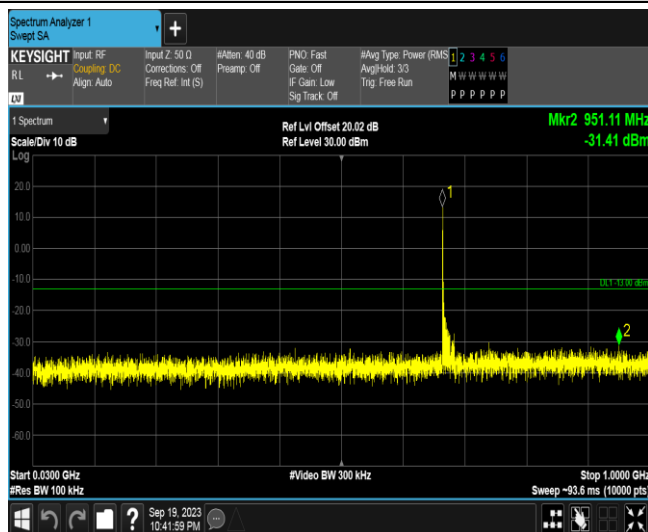 Spectrum Analyzer 1
Swept SA
+
KEYSIGHT
RL
Input: RF
Coupling: DC
Align: Auto
Input Z: 50 Ω
Corrections: Off
Freq Ref: Int (S)
#Atten: 40 dB
Preamp: Off
PNO: Fast
Gate: Off
IF Gain: Low
Sig Track: Off
#Avg Type: Power (RMS
Avg|Hold: 3/3
Trig: Free Run
1 2 3 4 5 6
M W W W W W
P P P P P P
LXI
1 Spectrum
Scale/Div 10 dB
Ref Lvl Offset 20.02 dB
Ref Level 30.00 dBm
Mkr2 951.11 MHz
-31.41 dBm
Log
20.0
10.0
0.00
-10.0
-20.0
-30.0
-40.0
-50.0
-60.0
1
DL1 -13.00 dBm
2
Start 0.0300 GHz
#Res BW 100 kHz
#Video BW 300 kHz
Stop 1.0000 GHz
Sweep ~93.6 ms (10000 pts)
?
Sep 19, 2023
10:41:59 PM